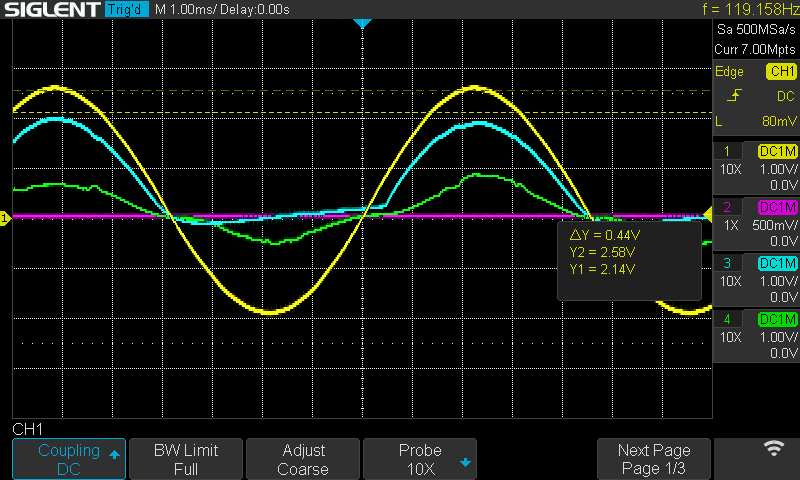 SIGLENT Trig'd M 1.00ms/ Delay:0.00s f = 119.158Hz
Sa 500MSa/s
Curr 7.00Mpts
Edge CH1
DC
L 80mV
1 DC1M
10X 1.00V/
0.0V
2 DC1M
1X 500mV/
0.0V
3 DC1M
10X 1.00V/
0.0V
4 DC1M
10X 1.00V/
0.0V
1
ΔY = 0.44V
Y2 = 2.58V
Y1 = 2.14V
CH1
Coupling
DC
BW Limit
Full
Adjust
Coarse
Probe
10X
Next Page
Page 1/3